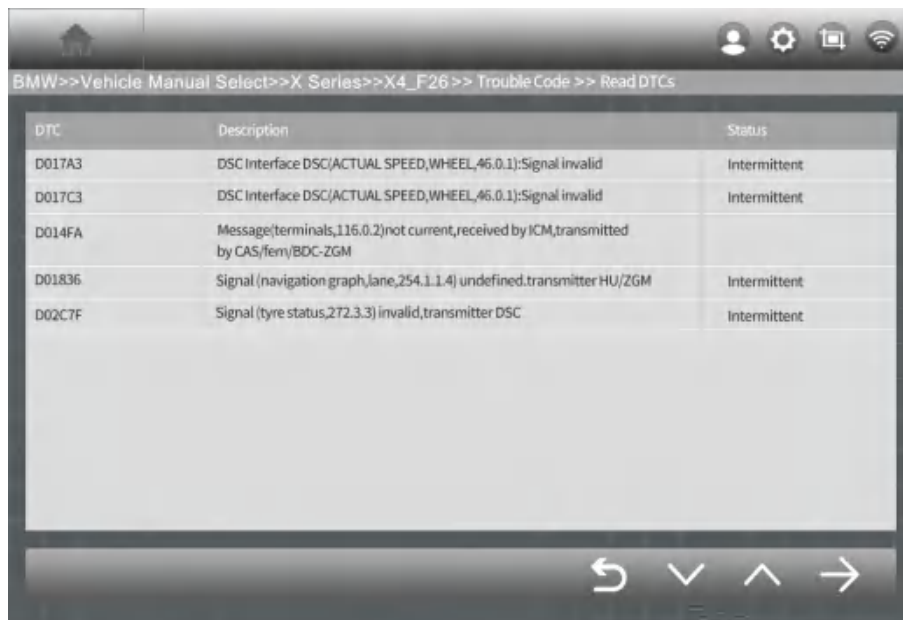 BMW>>Vehicle Manual Select>>X Series>>X4_F26>> Trouble Code >> Read DTCs
DTC Description Status
D017A3 DSC Interface DSC(ACTUAL SPEED,WHEEL,46.0.1):Signal invalid Intermittent
D017C3 DSC Interface DSC(ACTUAL SPEED,WHEEL,46.0.1):Signal invalid Intermittent
D014FA Message(terminals,116.0.2)not current,received by ICM,transmitted
by CAS/fem/BDC-ZGM
D01836 Signal (navigation graph,lane,254.1.1.4) undefined.transmitter HU/ZGM Intermittent
D02C7F Signal (tyre status,272.3.3) invalid,transmitter DSC Intermittent